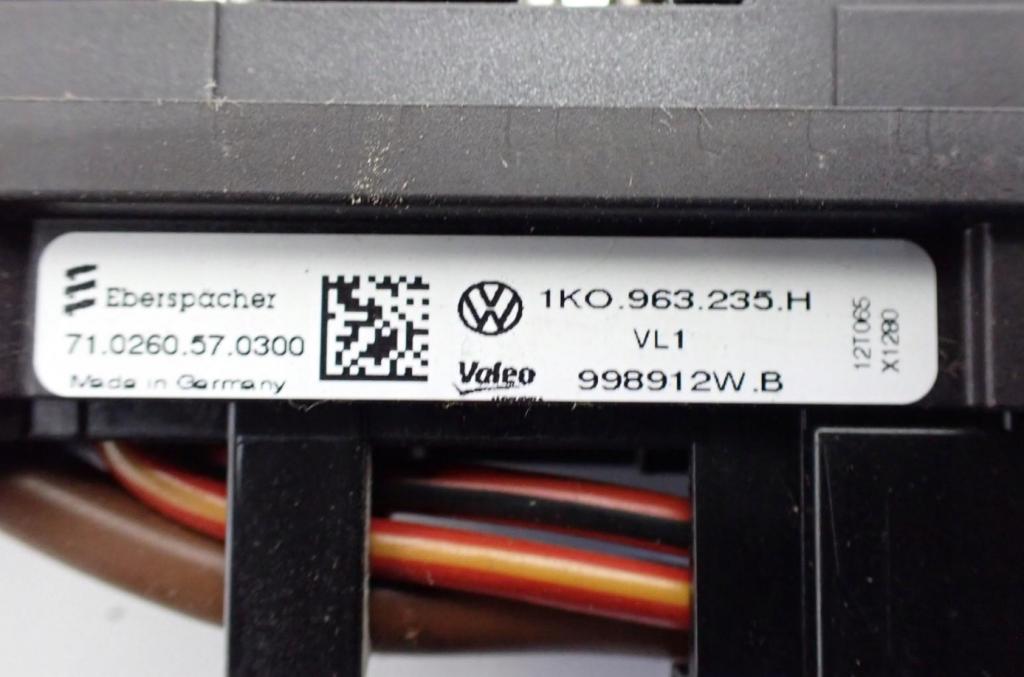 Eberspächer
71.0260.57.0300
Made in Germany
1KO.963.235.H
VL1
Valeo
998912W.B
12T065
X1280